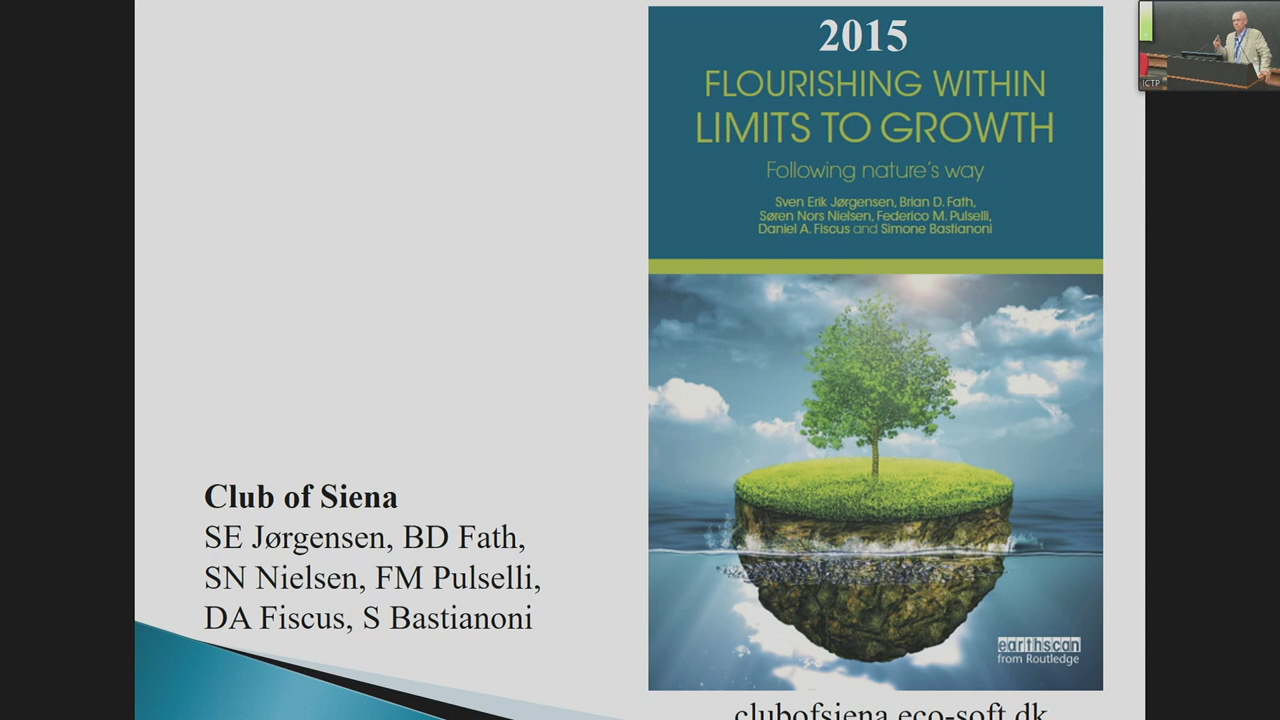 Club of Siena
SE Jørgensen, BD Fath,
SN Nielsen, FM Pulselli,
DA Fiscus, S Bastianoni
2015
FLOURISHING WITHIN
LIMITS TO GROWTH
Following nature's way
Sven Erik Jørgensen, Brian D. Fath,
Søren Nors Nielsen, Federico M. Pulselli,
Daniel A. Fiscus and Simone Bastianoni
earthscan
from Routledge
clubofsiena.eco-soft.dk
ICTP